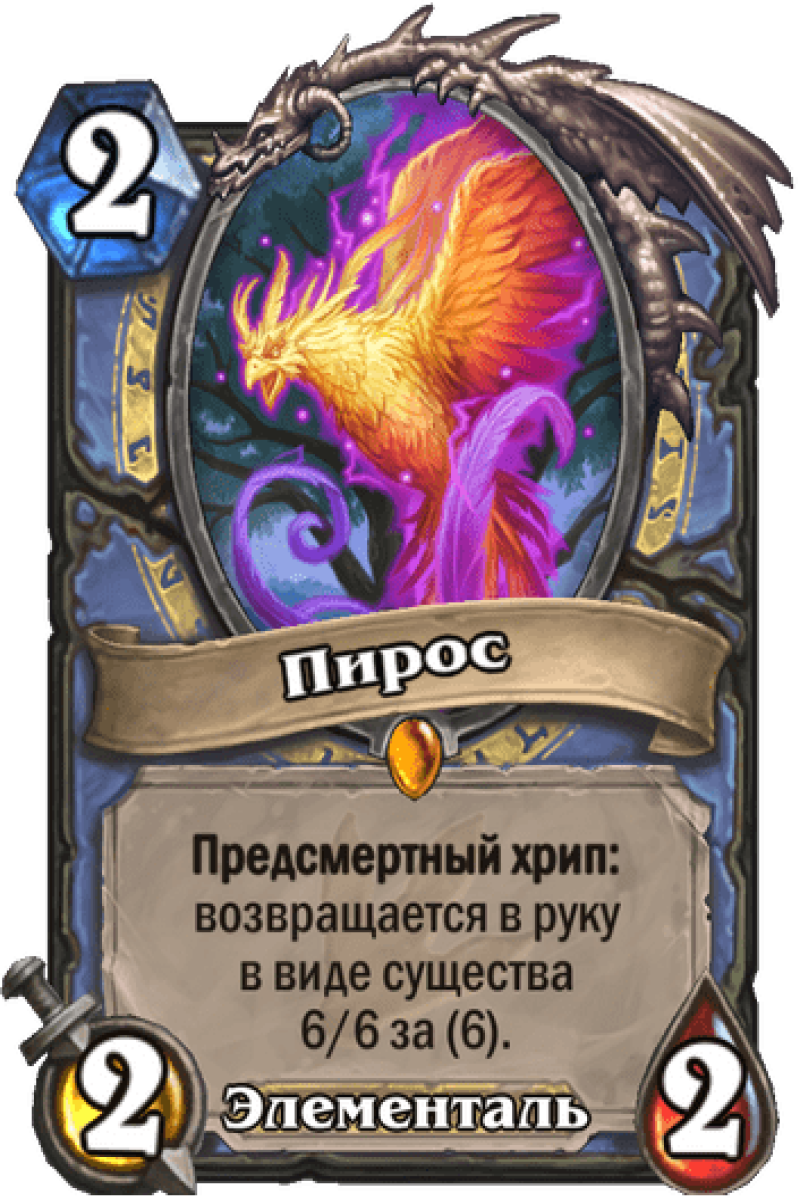 2
Пирос
Предсмертный хрип:
возвращается в руку
в виде существа
6/6 за (6).
2
Элементаль
2